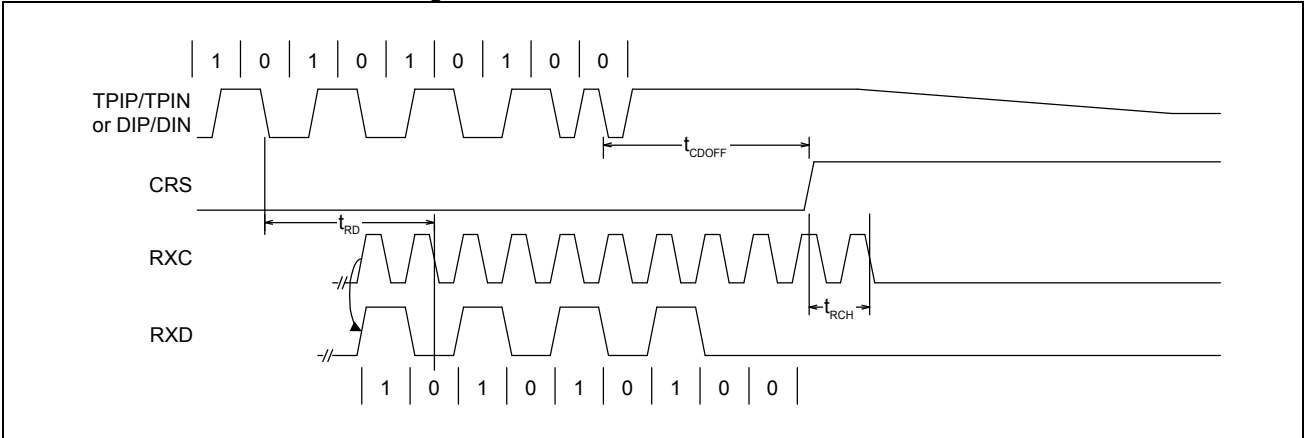 1 0 1 0 1 0 1 0 0
TPIP/TPIN
or DIP/DIN
t_CDOFF
CRS
t_RD
RXC
t_RCH
RXD
1 0 1 0 1 0 1 0 0